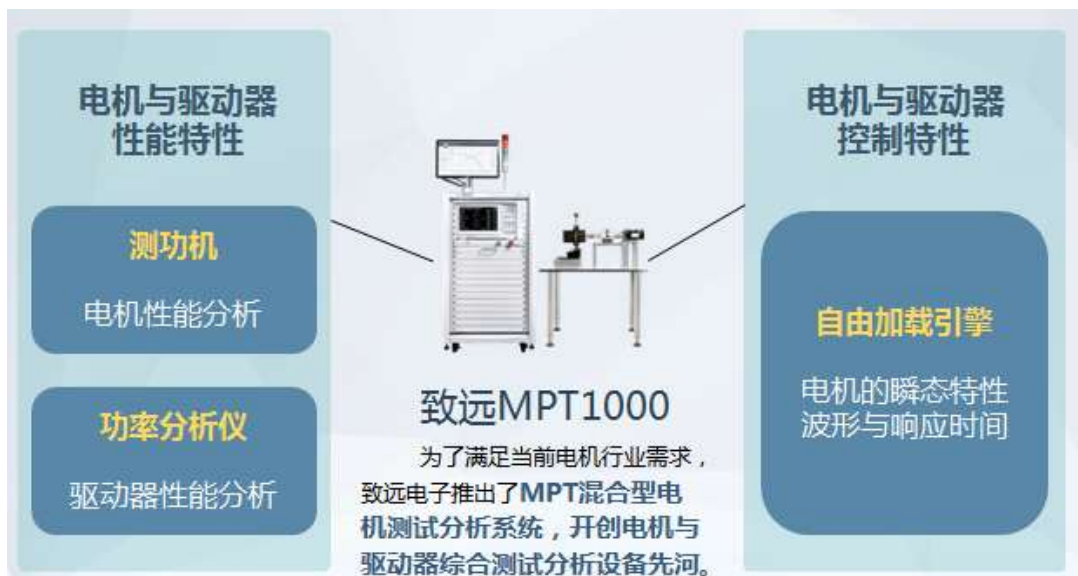 电机与驱动器
性能特性
测功机
电机性能分析
功率分析仪
驱动器性能分析
致远MPT1000
为了满足当前电机行业需求，
致远电子推出了MPT混合型电
机测试分析系统，开创电机与
驱动器综合测试分析设备先河。
电机与驱动器
控制特性
自由加载引擎
电机的瞬态特性
波形与响应时间